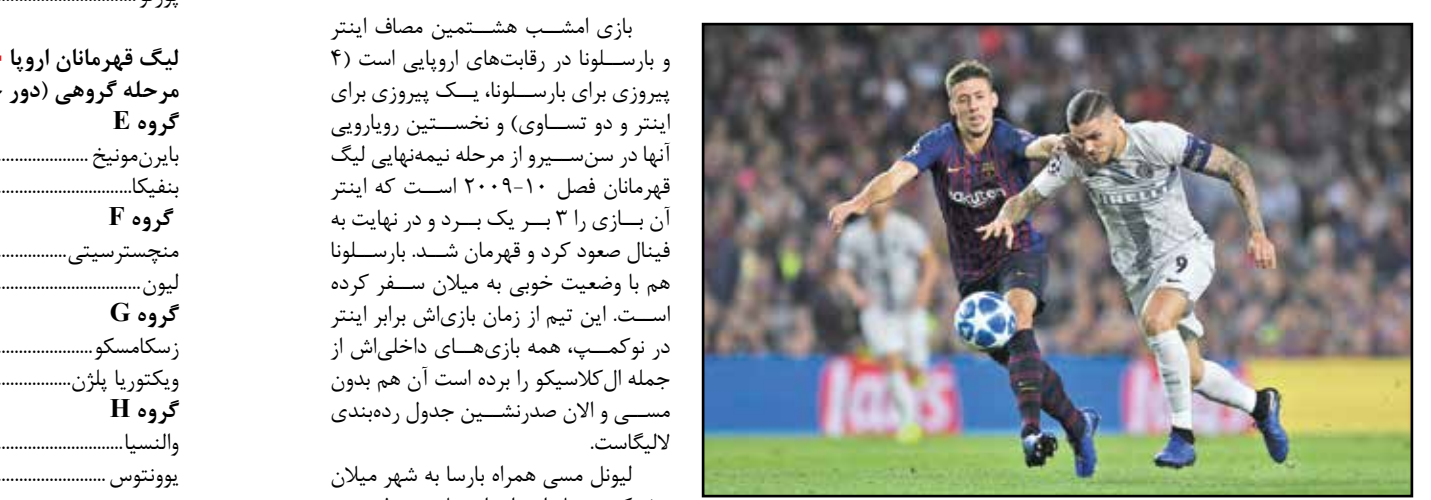 بازی امشب هشتمین مصاف اینتر
و بارسلونا در رقابت‌های اروپایی است (۴
پیروزی برای بارسلونا، یک پیروزی برای
اینتر و دو تساوی) و نخستین رویارویی
آنها در سن‌سیرو از مرحله نیمه‌نهایی لیگ
قهرمانان فصل ۱۰-۲۰۰۹ است که اینتر
آن بازی را ۳ بر یک برد و در نهایت به
فینال صعود کرد و قهرمان شد. بارسلونا
هم با وضعیت خوبی به میلان سفر کرده
است. این تیم از زمان بازی‌اش برابر اینتر
در نوکمپ، همه بازی‌های داخلی‌اش از
جمله ال‌کلاسیکو را برده است آن هم بدون
مسی و الان صدرنشین جدول رده‌بندی
لالیگاست.
لیونل مسی همراه بارسا به شهر میلان
لیگ قهرمانان اروپا
مرحله گروهی (دور
گروه E
بایرن‌مونیخ
بنفیکا
گروه F
منچسترسیتی
لیون
گروه G
زسکامسکو
ویکتوریا پلژن
گروه H
والنسیا
یوونتوس
Rakuten
PIRELLI
9